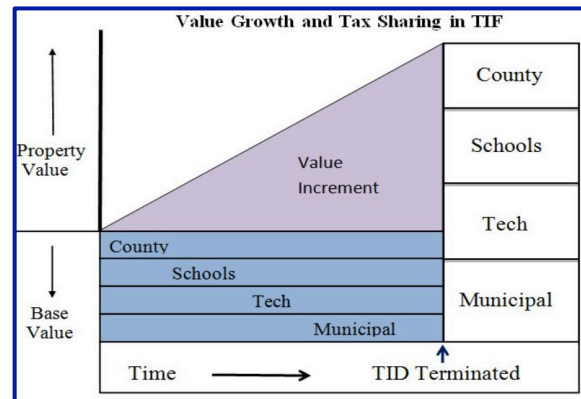 Value Growth and Tax Sharing in TIF
County
Schools
Tech
Municipal
Property
Value
Value
Increment
Base
Value
County
Schools
Tech
Municipal
Time
TID Terminated